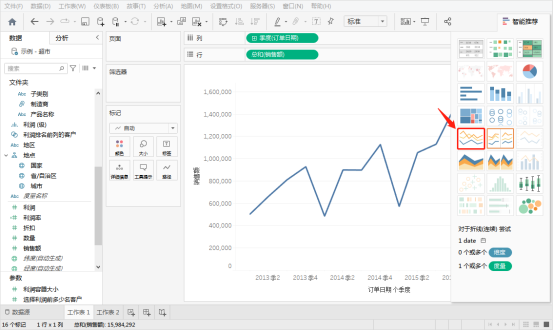 文件(F) 数据(D) 工作表(W) 仪表板(B) 故事(T) 分析(A) 地图(M) 设置格式(O) 服务器(S) 窗口(N) 帮助(H)
标准
智能推荐
数据 分析
示例 - 超市
搜索
文件夹
Abc 子类别
制造商
Abc 产品名称
利润 (级)
利润排名前列的客户
Abc 地区
地点
国家
省/自治区
城市
Abc 度量名称
利润
利润率
折扣
数量
销售额
纬度(自动生成)
经度(自动生成)
参数
利润容器大小
选择利润前多少名客户
页面
筛选器
标记
自动
颜色 大小 标签
详细信息 工具提示 路径
列 季度(订单日期)
行 总和(销售额)
1,600,000
1,400,000
1,200,000
1,000,000
800,000
600,000
400,000
200,000
0
销售额
2013 季2 2013 季4 2014 季2 2014 季4 2015 季2
订单日期 个季度
对于折线(连续) 尝试
1 date
0 个或多个 维度
1 个或多个 度量
数据源 工作表 1 工作表 2
16 个标记 1 行 x 1 列 总和(销售额): 15,984,292